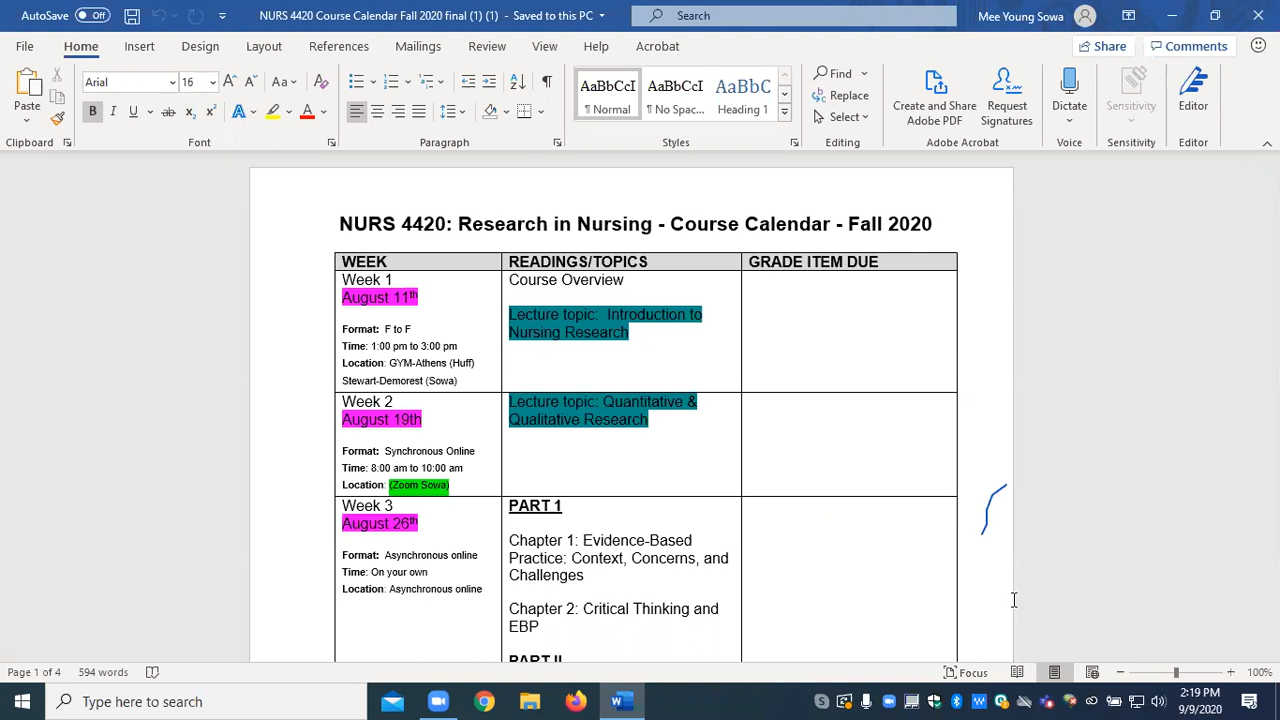 AutoSave Off
NURS 4420 Course Calendar Fall 2020 final (1) (1) - Saved to this PC
Search
Mee Young Sowa
File Home Insert Design Layout References Mailings Review View Help Acrobat
Share Comments
Paste
Arial 16
Aa
AaBbCcI AaBbCcI AaBbC
¶ Normal ¶ No Spac... Heading 1
Find
Replace
Select
Create and Share
Adobe PDF
Request
Signatures
Dictate
Sensitivity
Editor
Clipboard Font Paragraph Styles Editing Adobe Acrobat Voice Sensitivity Editor
NURS 4420: Research in Nursing - Course Calendar - Fall 2020
WEEK READINGS/TOPICS GRADE ITEM DUE
Week 1
August 11th
Format: F to F
Time: 1:00 pm to 3:00 pm
Location: GYM-Athens (Huff)
Stewart-Demorest (Sowa)
Course Overview
Lecture topic: Introduction to
Nursing Research
Week 2
August 19th
Format: Synchronous Online
Time: 8:00 am to 10:00 am
Location: (Zoom Sowa)
Lecture topic: Quantitative &
Qualitative Research
Week 3
August 26th
Format: Asynchronous online
Time: On your own
Location: Asynchronous online
PART 1
Chapter 1: Evidence-Based
Practice: Context, Concerns, and
Challenges
Chapter 2: Critical Thinking and
EBP
PART II
Page 1 of 4 594 words
Focus
100%
Type here to search
2:19 PM
9/9/2020